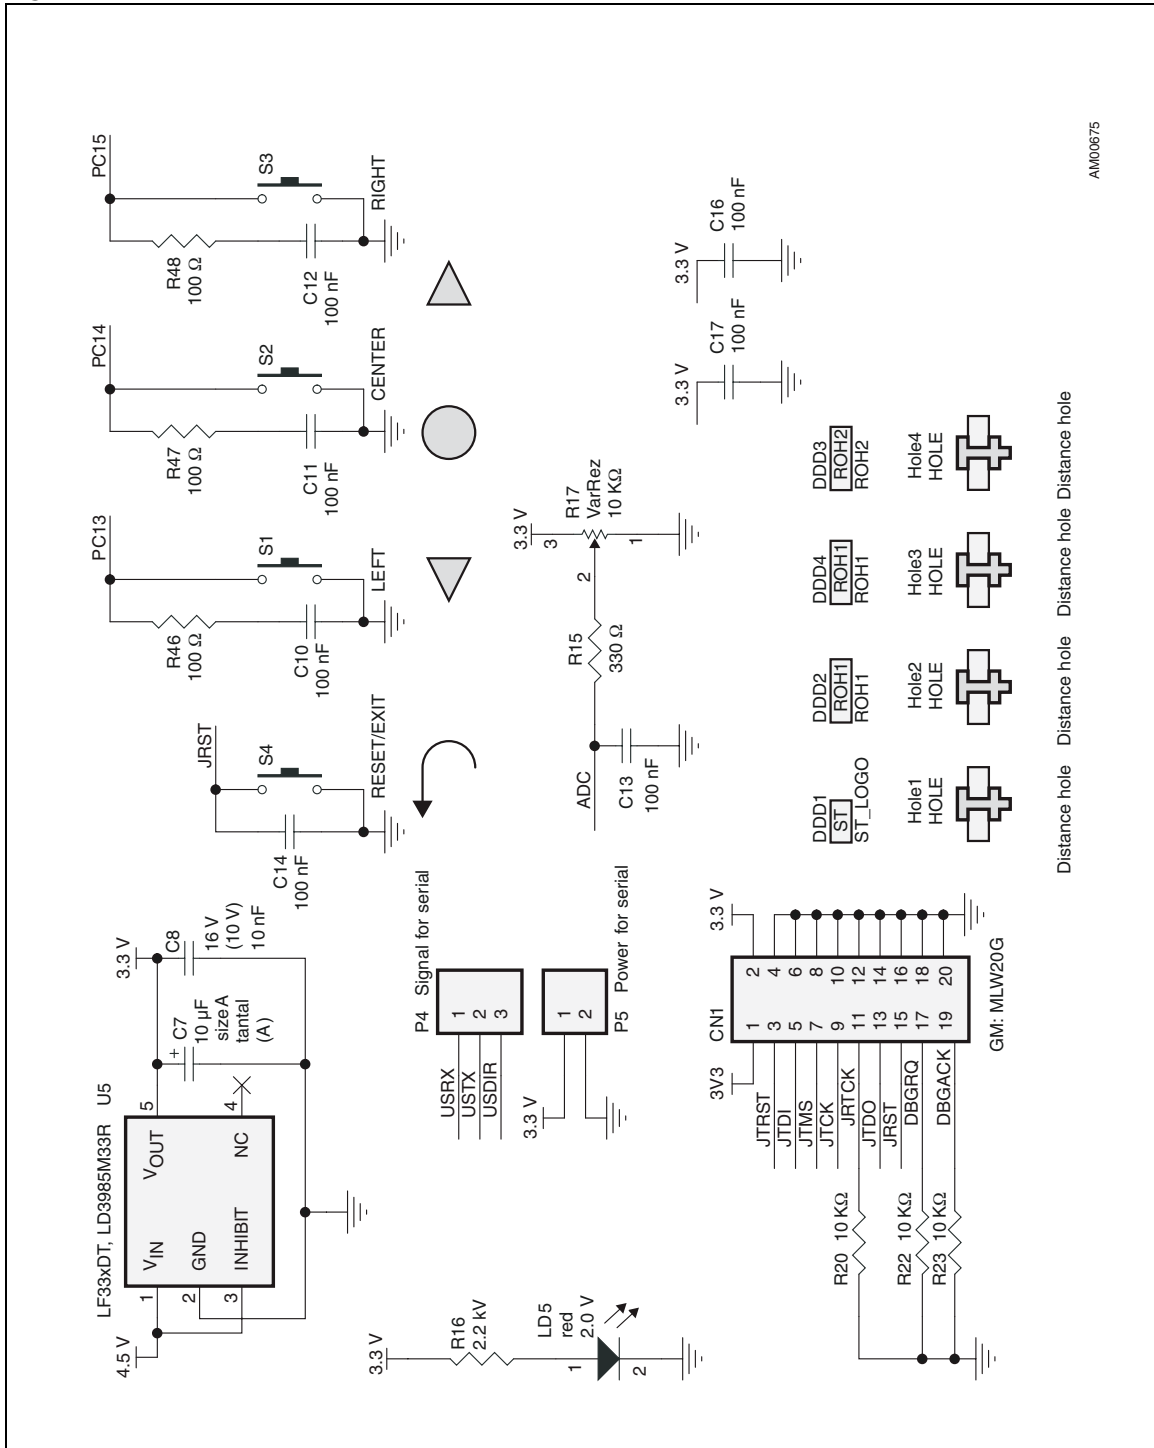 LF33xDT, LD3985M33R U5
4.5 V
1
2
3
VIN
GND
INHIBIT
VOUT
NC
5
4
3.3 V
+ C7
10 µF
size A
tantal
(A)
C8
16 V
(10 V)
10 nF
JRST
S4
C14
100 nF
RESET/EXIT
PC13
R46
100 Ω
S1
C10
100 nF
LEFT
PC14
R47
100 Ω
S2
C11
100 nF
CENTER
PC15
R48
100 Ω
S3
C12
100 nF
RIGHT
3.3 V
R16
2.2 kV
LD5
red
2.0 V
1
2
P4 Signal for serial
USRX
USTX
USDIR
1
2
3
3.3 V
1
2
P5 Power for serial
ADC
C13
100 nF
R15
330 Ω
2
3.3 V
3
1
R17
VarRez
10 KΩ
3.3 V
C17
100 nF
3.3 V
C16
100 nF
CN1
3V3
3.3 V
JTRST
JTDI
JTMS
JTCK
JRTCK
JTDO
JRST
DBGRQ
DBGACK
1 2
3 4
5 6
7 8
9 10
11 12
13 14
15 16
17 18
19 20
GM: MLW20G
R20 10 KΩ
R22 10 KΩ
R23 10 KΩ
DDD1
ST
ST_LOGO
DDD2
ROH1
ROH1
DDD4
ROH1
ROH1
DDD3
ROH2
ROH2
Hole1
HOLE
Hole2
HOLE
Hole3
HOLE
Hole4
HOLE
Distance hole Distance hole Distance hole Distance hole
AM00675